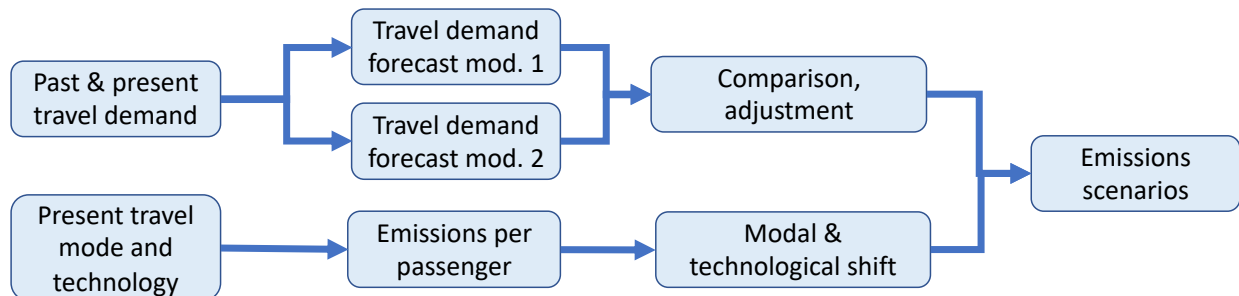 Past & present
travel demand
Travel demand
forecast mod. 1
Travel demand
forecast mod. 2
Comparison,
adjustment
Present travel
mode and
technology
Emissions per
passenger
Modal &
technological shift
Emissions
scenarios